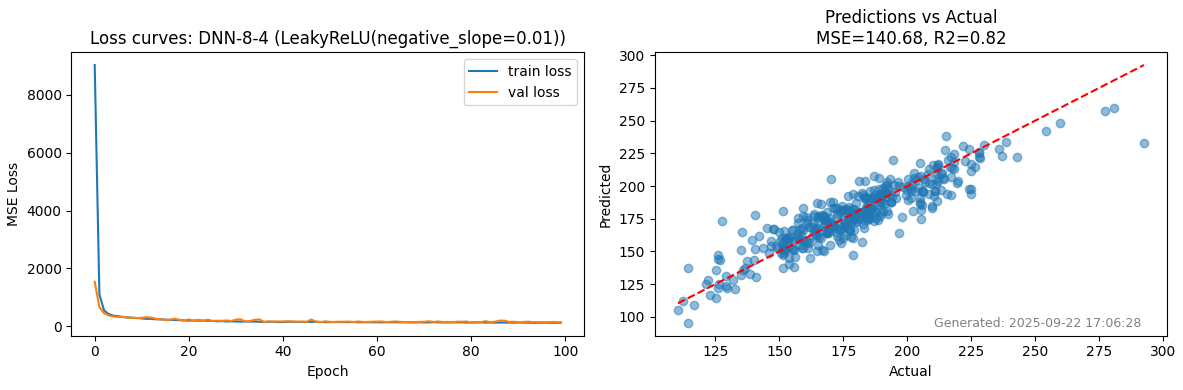 Loss curves: DNN-8-4 (LeakyReLU(negative_slope=0.01))
MSE Loss
8000
6000
4000
2000
0
train loss
val loss
0
20
40
60
80
100
Epoch
Predictions vs Actual
MSE=140.68, R2=0.82
Predicted
300
275
250
225
200
175
150
125
100
Generated: 2025-09-22 17:06:28
125
150
175
200
225
250
275
300
Actual